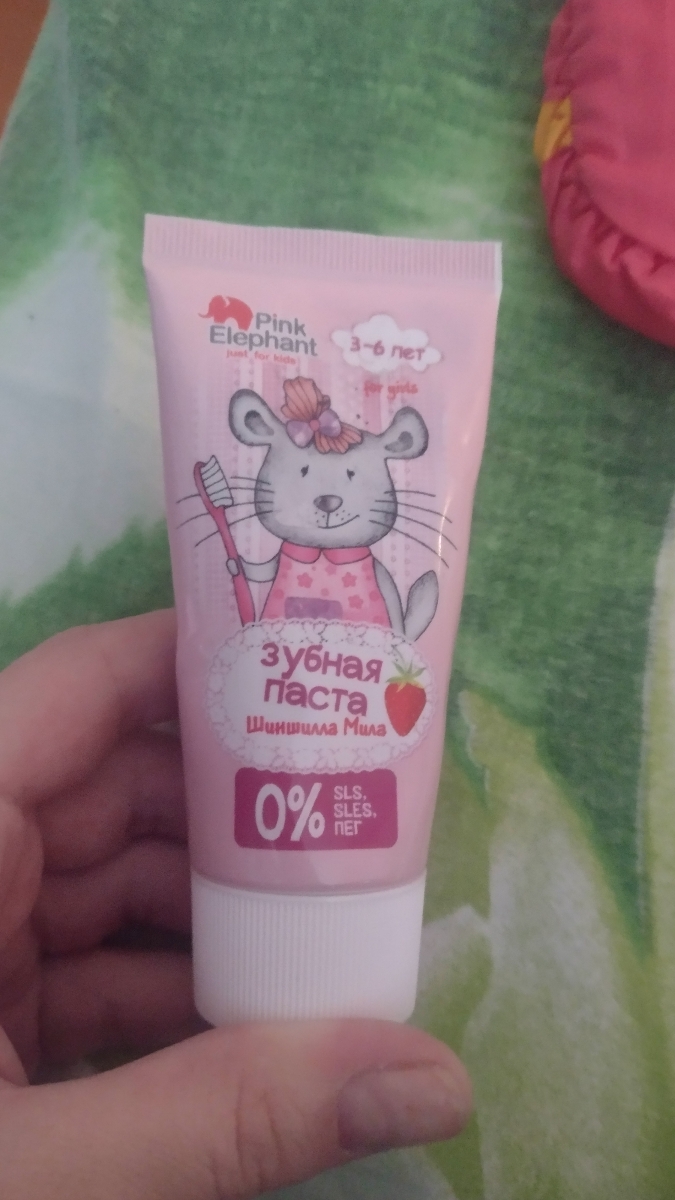 Pink
Elephant
just for kids
3-6 лет
for girls
Зубная
паста
Шиншилла Мила
0%
SLS,
SLES,
ПЕГ